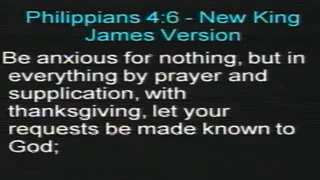 Philippians 4:6 - New King
James Version
Be anxious for nothing, but in
everything by prayer and
supplication, with
thanksgiving, let your
requests be made known to
God;